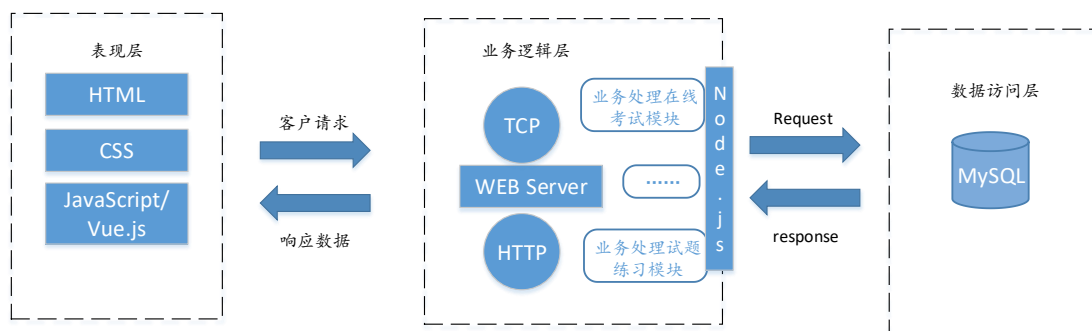 表现层
HTML
CSS
JavaScript/
Vue.js
客户请求
响应数据
业务逻辑层
TCP
WEB Server
HTTP
业务处理在线
考试模块
......
业务处理试题
练习模块
Node.js
Request
response
数据访问层
MySQL